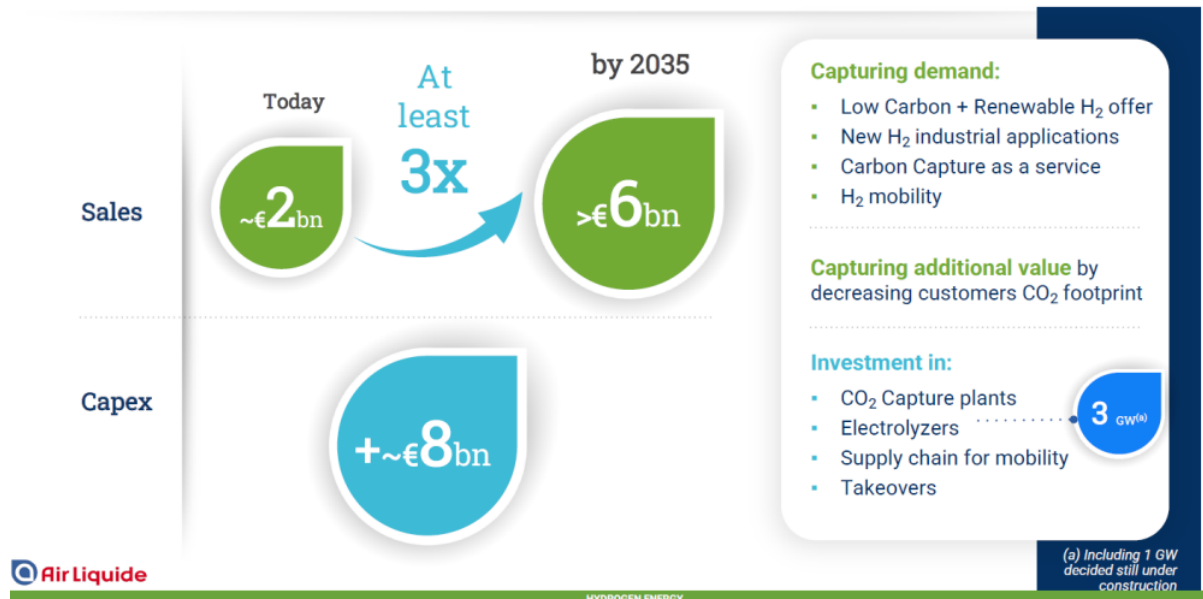 Today
At
least
3x
by 2035
Sales
~€2bn
>€6bn
Capex
+~€8bn
Capturing demand:
▪ Low Carbon + Renewable H₂ offer
▪ New H₂ industrial applications
▪ Carbon Capture as a service
▪ H₂ mobility
Capturing additional value by
decreasing customers CO₂ footprint
Investment in:
▪ CO₂ Capture plants
▪ Electrolyzers
3 GW⁽ᵃ⁾
▪ Supply chain for mobility
▪ Takeovers
(a) Including 1 GW
decided still under
construction
Air Liquide
HYDROGEN ENERGY